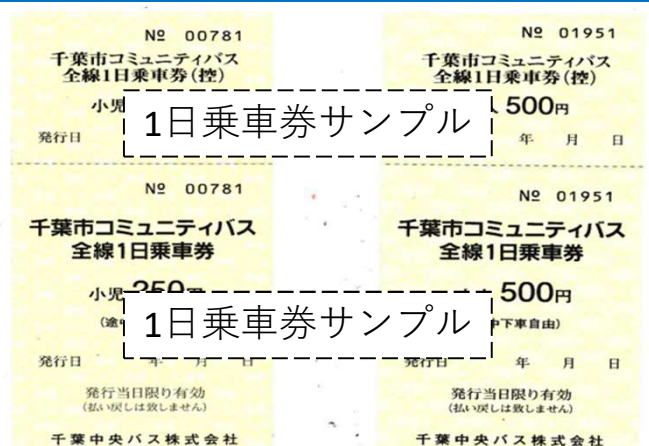 № 00781
千葉市コミュニティバス
全線1日乗車券(控)
小児
発行日
№ 01951
千葉市コミュニティバス
全線1日乗車券(控)
500円
年 月 日
1日乗車券サンプル
№ 00781
千葉市コミュニティバス
全線1日乗車券
小児 250円
(途
発行日 年 月 日
発行当日限り有効
(払い戻しは致しません)
千葉中央バス株式会社
№ 01951
千葉市コミュニティバス
全線1日乗車券
500円
下車自由)
発行日 年 月 日
発行当日限り有効
(払い戻しは致しません)
千葉中央バス株式会社
1日乗車券サンプル